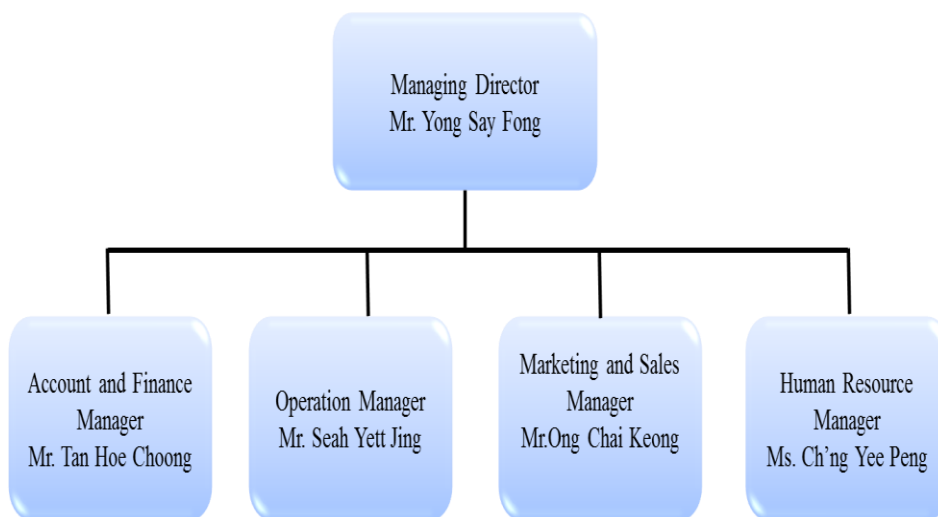 Managing Director
Mr. Yong Say Fong
Account and Finance
Manager
Mr. Tan Hoe Choong
Operation Manager
Mr. Seah Yett Jing
Marketing and Sales
Manager
Mr.Ong Chai Keong
Human Resource
Manager
Ms. Ch’ng Yee Peng